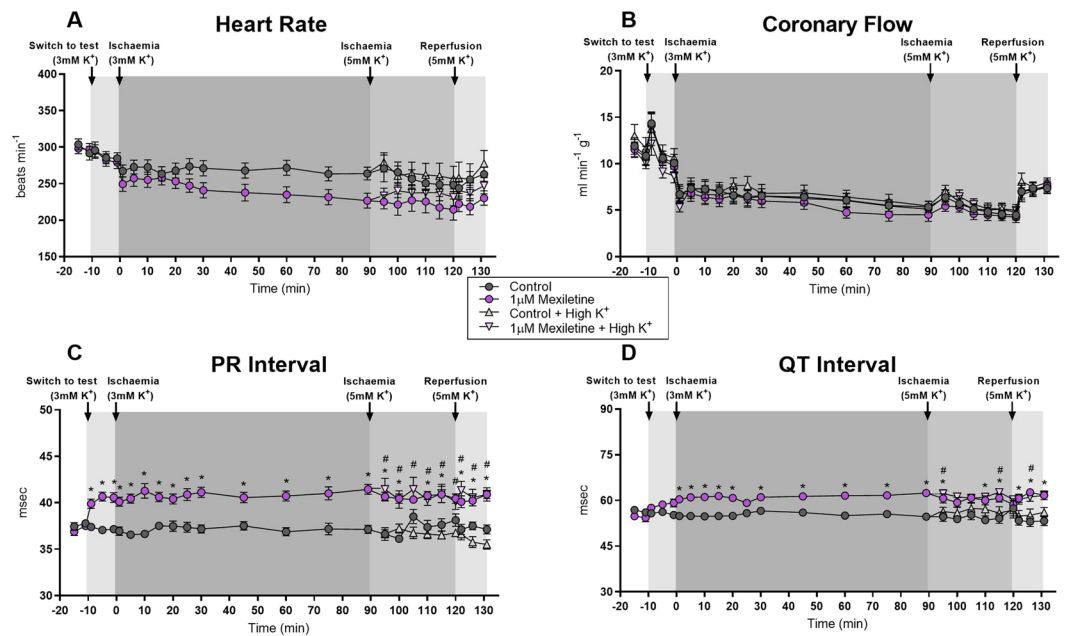 A
Heart Rate
Switch to test
(3mM K⁺)
Ischaemia
(3mM K⁺)
Ischaemia
(5mM K⁺)
Reperfusion
(5mM K⁺)
400
350
300
250
200
150
beats min⁻¹
-20 -10 0 10 20 30 40 50 60 70 80 90 100 110 120 130
Time (min)
B
Coronary Flow
Switch to test
(3mM K⁺)
Ischaemia
(3mM K⁺)
Ischaemia
(5mM K⁺)
Reperfusion
(5mM K⁺)
20
15
10
5
0
ml min⁻¹ g⁻¹
-20 -10 0 10 20 30 40 50 60 70 80 90 100 110 120 130
Time (min)
Control
1µM Mexiletine
Control + High K⁺
1µM Mexiletine + High K⁺
C
PR Interval
Switch to test
(3mM K⁺)
Ischaemia
(3mM K⁺)
Ischaemia
(5mM K⁺)
Reperfusion
(5mM K⁺)
50
45
40
35
30
msec
# # # # # # # #
* * * * * * * * * * * * * * * * * * * * *
-20 -10 0 10 20 30 40 50 60 70 80 90 100 110 120 130
Time (min)
D
QT Interval
Switch to test
(3mM K⁺)
Ischaemia
(3mM K⁺)
Ischaemia
(5mM K⁺)
Reperfusion
(5mM K⁺)
90
75
60
45
30
msec
# # #
* * * * * * * * * * * * * * * *
-20 -10 0 10 20 30 40 50 60 70 80 90 100 110 120 130
Time (min)